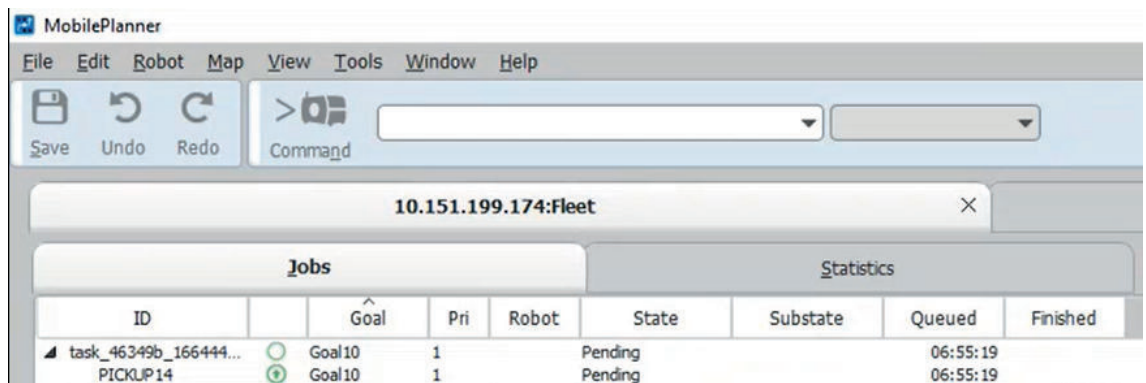 MobilePlanner
File Edit Robot Map View Tools Window Help
Save Undo Redo Command
10.151.199.174:Fleet
Jobs Statistics
ID Goal Pri Robot State Substate Queued Finished
task_46349b_166444... Goal10 1 Pending 06:55:19
PICKUP14 Goal10 1 Pending 06:55:19